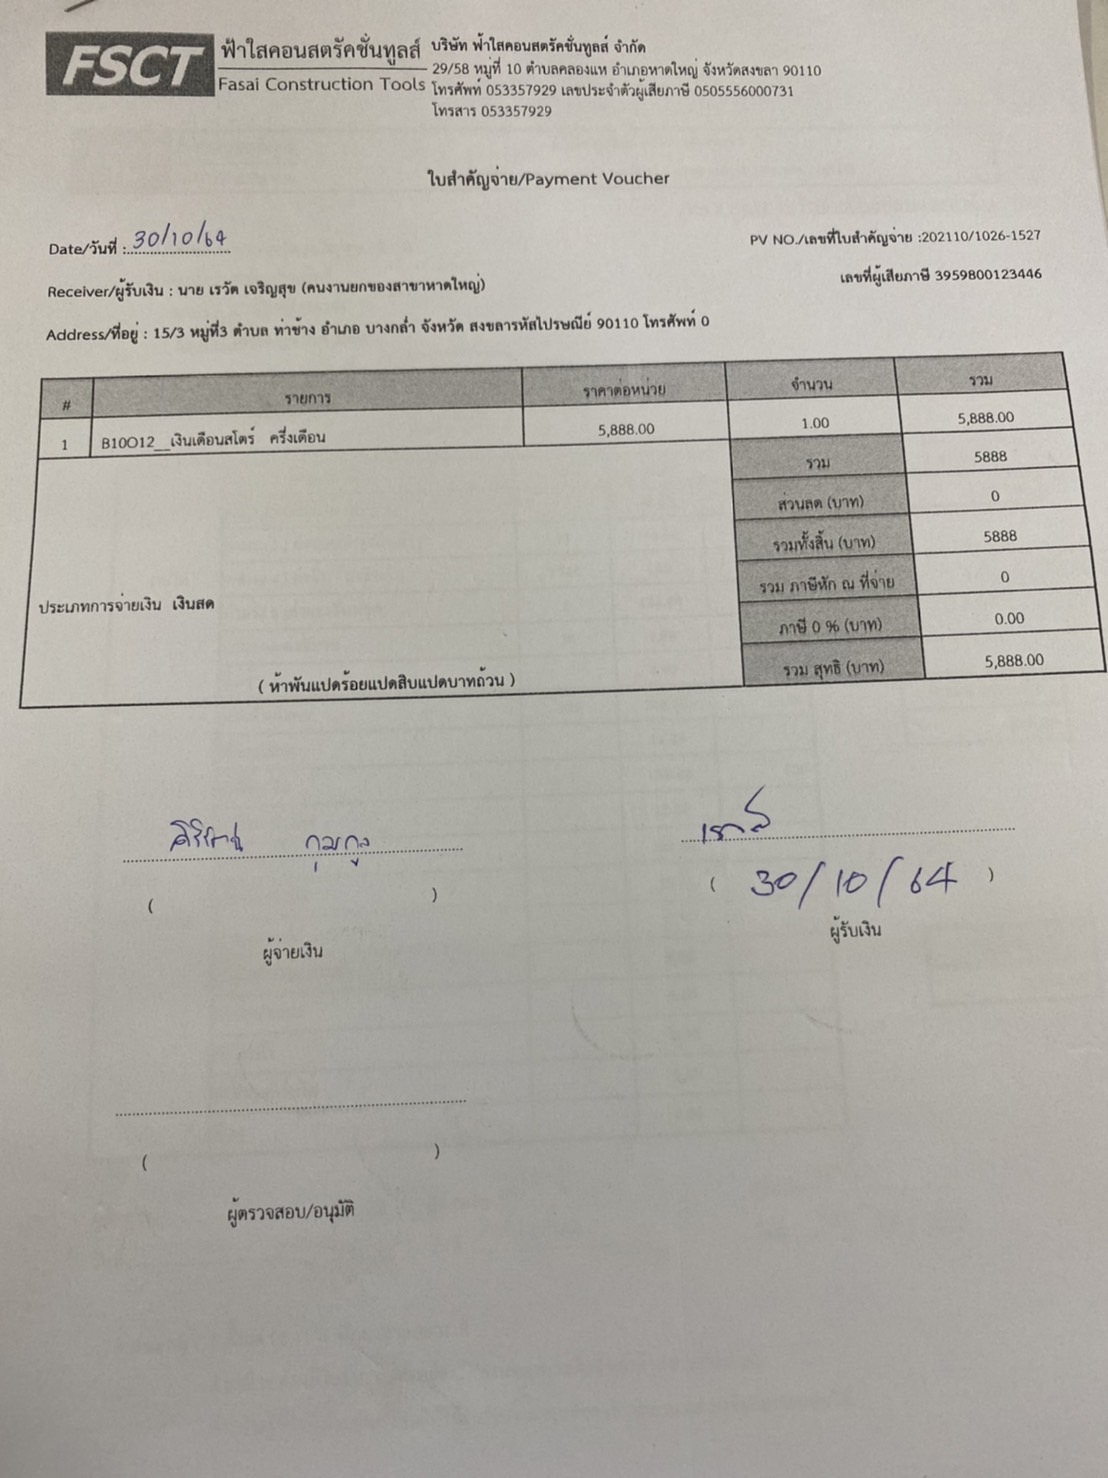 FSCT ฟ้าใสคอนสตรัคชั่นทูลส์
Fasai Construction Tools
บริษัท ฟ้าใสคอนสตรัคชั่นทูลส์ จำกัด
29/58 หมู่ที่ 10 ตำบลคลองแห อำเภอหาดใหญ่ จังหวัดสงขลา 90110
โทรศัพท์ 053357929 เลขประจำตัวผู้เสียภาษี 0505556000731
โทรสาร 053357929
ใบสำคัญจ่าย/Payment Voucher
Date/วันที่ : 30/10/64
PV NO./เลขที่ใบสำคัญจ่าย :202110/1026-1527
เลขที่ผู้เสียภาษี 3959800123446
Receiver/ผู้รับเงิน : นาย เรวัต เจริญสุข (คนงานยกของสาขาหาดใหญ่)
Address/ที่อยู่ : 15/3 หมู่ที่3 ตำบล ท่าช้าง อำเภอ บางกล่ำ จังหวัด สงขลารหัสไปรษณีย์ 90110 โทรศัพท์ 0
# รายการ ราคาต่อหน่วย จำนวน รวม
1 B10O12__เงินเดือนสโตร์ ครึ่งเดือน 5,888.00 1.00 5,888.00
รวม 5888
ส่วนลด (บาท) 0
รวมทั้งสิ้น (บาท) 5888
รวม ภาษีหัก ณ ที่จ่าย 0
ประเภทการจ่ายเงิน เงินสด
ภาษี 0 % (บาท) 0.00
รวม สุทธิ (บาท) 5,888.00
( ห้าพันแปดร้อยแปดสิบแปดบาทถ้วน )
( )
( 30/10/64 )
ผู้จ่ายเงิน
ผู้รับเงิน
( )
ผู้ตรวจสอบ/อนุมัติ